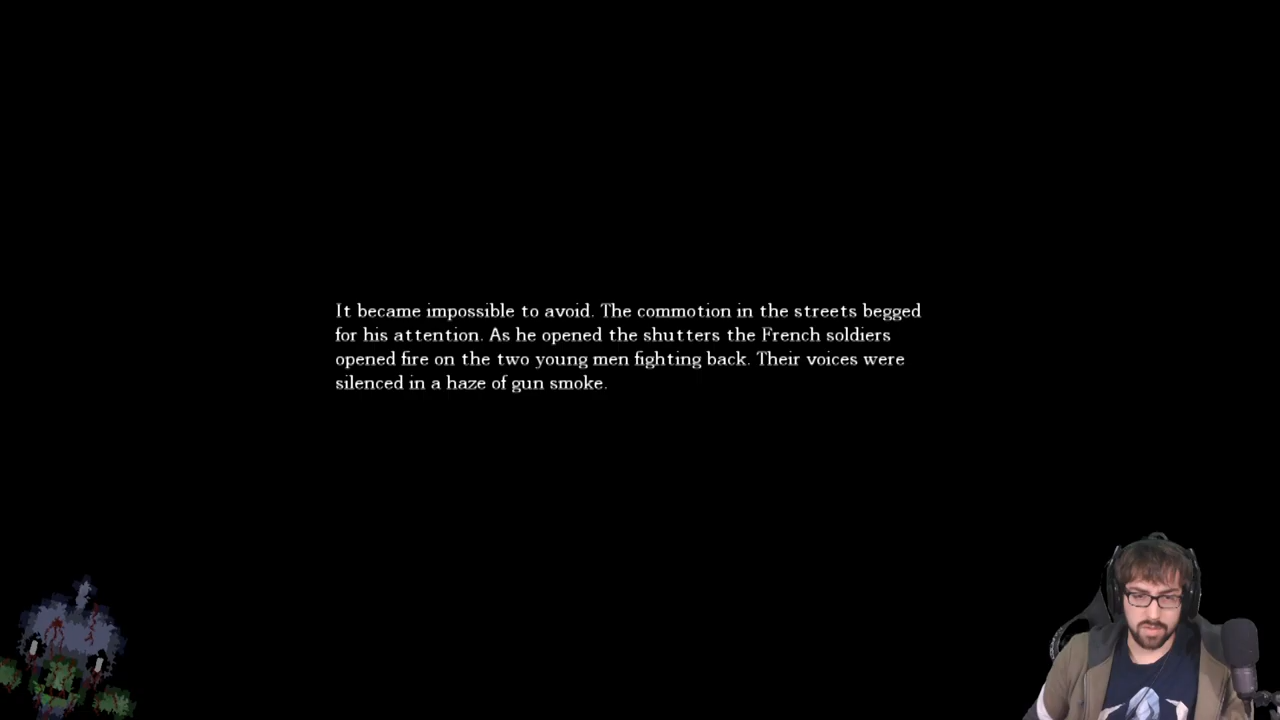 It became impossible to avoid. The commotion in the streets begged
for his attention. As he opened the shutters the French soldiers
opened fire on the two young men fighting back. Their voices were
silenced in a haze of gun smoke.